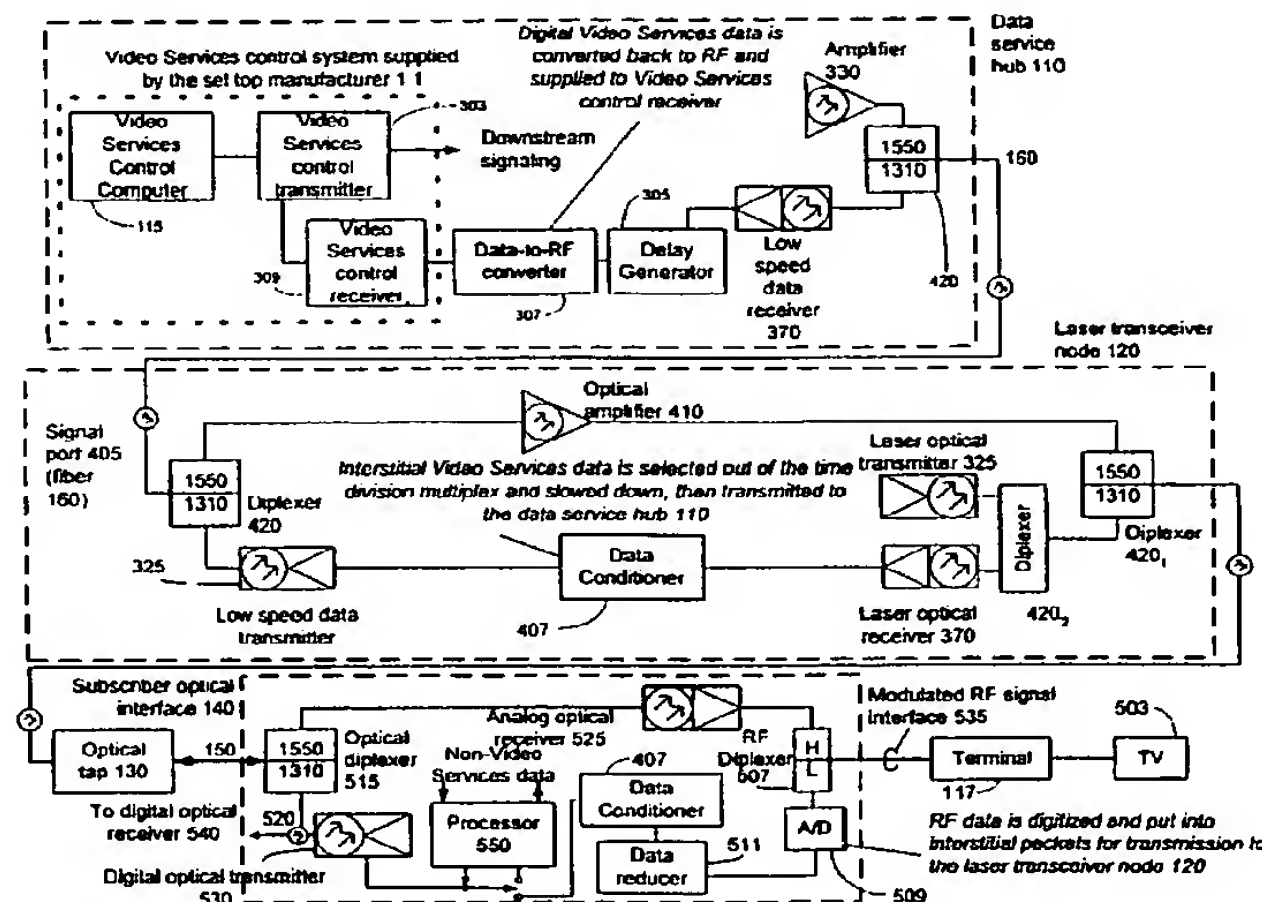 Data
service
hub 110
Digital Video Services data is
converted back to RF and
supplied to Video Services
control receiver
Amplifier
330
Video Services control system supplied
by the set top manufacturer 1 1
303
Video
Services
Control
Computer
Video
Services
control
transmitter
Downstream
signaling
1550
1310
160
115
305
Video
Services
control
receiver
309
Data-to-RF
converter
Delay
Generator
Low
speed
data
receiver
370
420
307
Laser transceiver
node 120
Signal
port 405
(fiber
160)
Optical
amplifier 410
Laser optical
transmitter 325
1550
1310
Diplexer
420
Interstitial Video Services data is selected out of the time
division multiplex and slowed down, then transmitted to
the data service hub 110
1550
1310
Diplexer
Diplexer
420₁
325
Data
Conditioner
Low speed data
transmitter
407
Laser optical
receiver 370
420₂
Subscriber optical
interface 140
Analog optical
receiver 525
Modulated RF signal
interface 535
503
Optical
tap 130
150
1550
1310
Optical
diplexer
515
Non-Video
Services data
407
RF
Diplexer
507
H
L
Terminal
TV
117
To digital optical
receiver 540
520
Processor
550
Data
Conditioner
A/D
Data
reducer
511
RF data is digitized and put into
interstitial packets for transmission to
the laser transceiver node 120
Digital optical transmitter
530
509